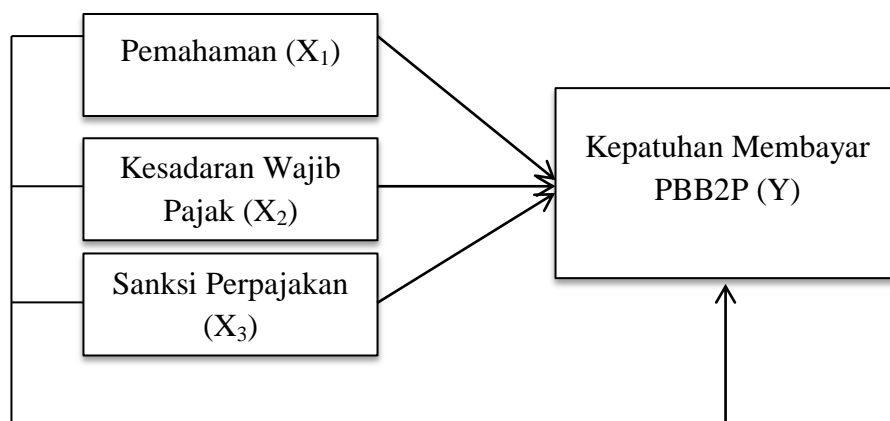 Pemahaman (X₁)
Kesadaran Wajib
Pajak (X₂)
Sanksi Perpajakan
(X₃)
Kepatuhan Membayar
PBB2P (Y)